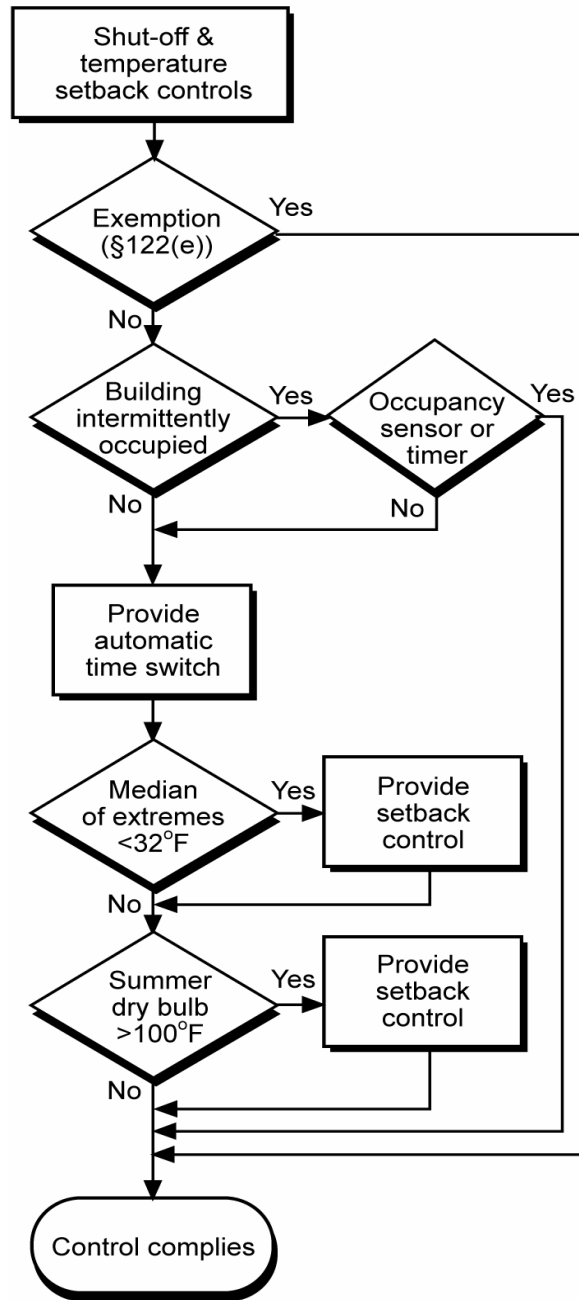 Shut-off &
temperature
setback controls
Exemption
(§122(e))
Yes
No
Building
intermittently
occupied
Yes
Occupancy
sensor or
timer
Yes
No
No
Provide
automatic
time switch
Median
of extremes
<32°F
Yes
Provide
setback
control
No
Summer
dry bulb
>100°F
Yes
Provide
setback
control
No
Control complies